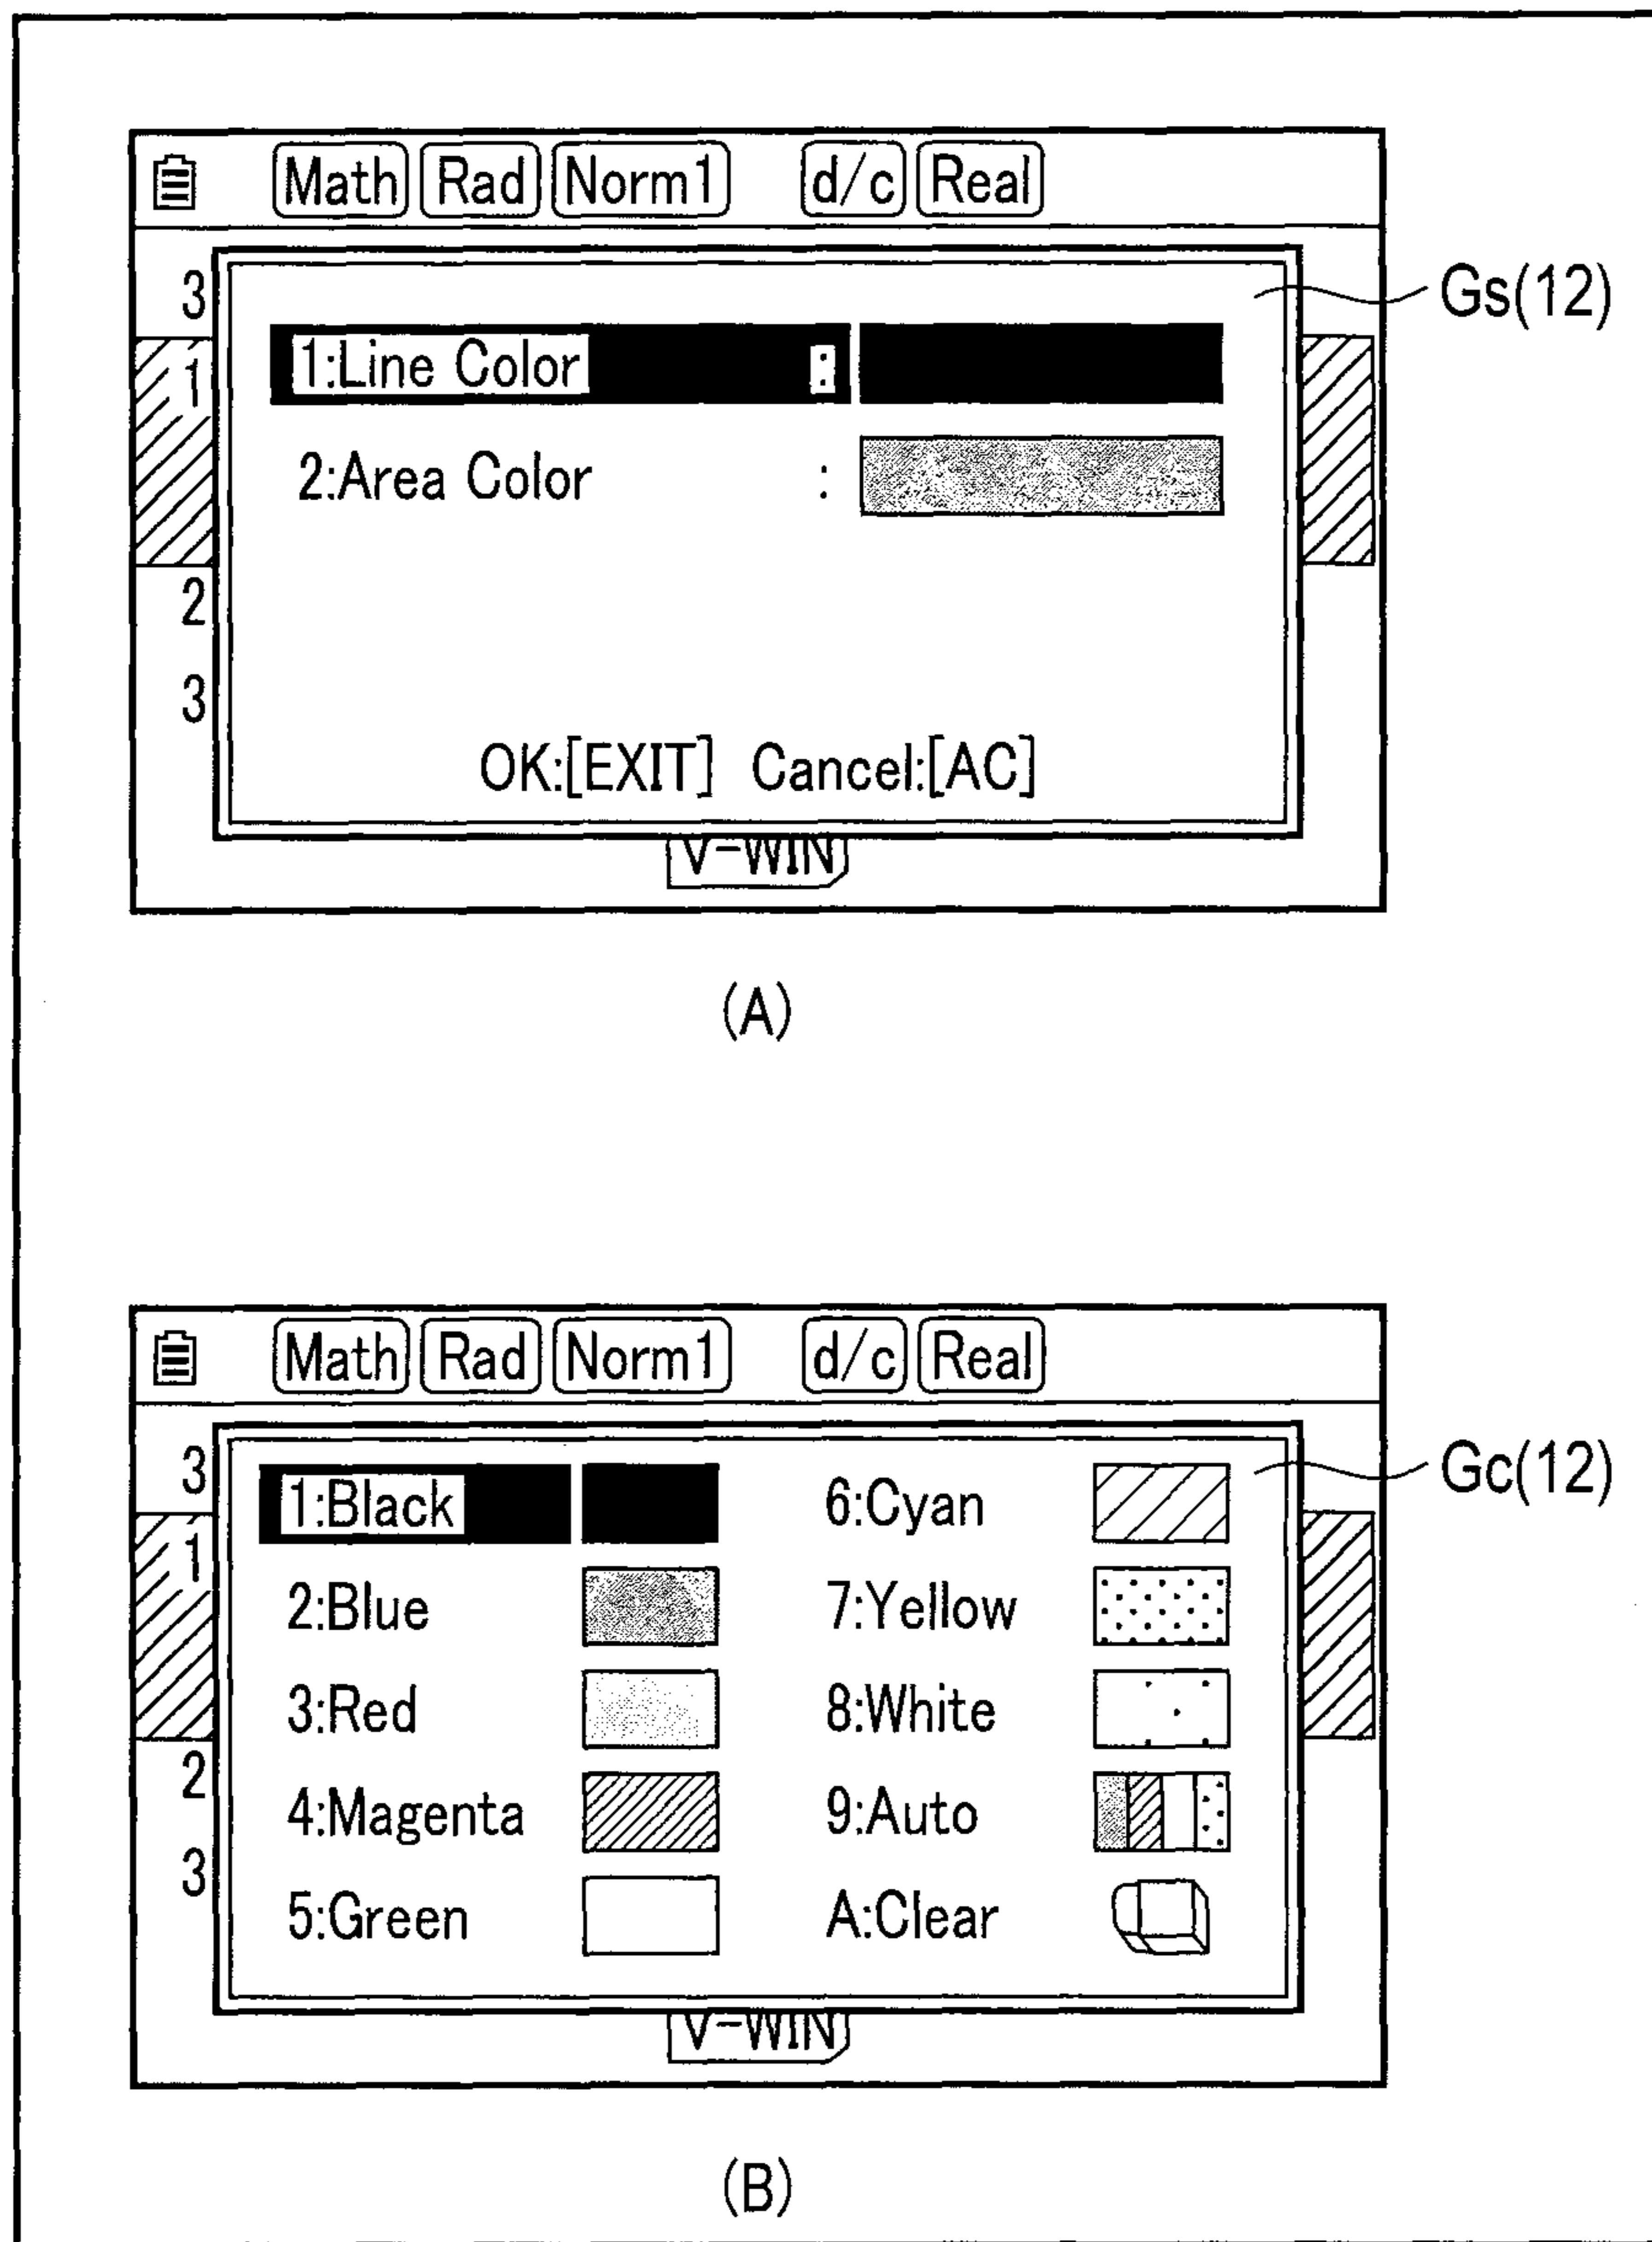 Math Rad Norm1 d/c Real
3
Gs(12)
1:Line Color :
1
2:Area Color :
2
3
OK:[EXIT] Cancel:[AC]
V-WIN
(A)
Math Rad Norm1 d/c Real
3
Gc(12)
1:Black 6:Cyan
1
2:Blue 7:Yellow
3:Red 8:White
2
4:Magenta 9:Auto
3
5:Green A:Clear
V-WIN
(B)